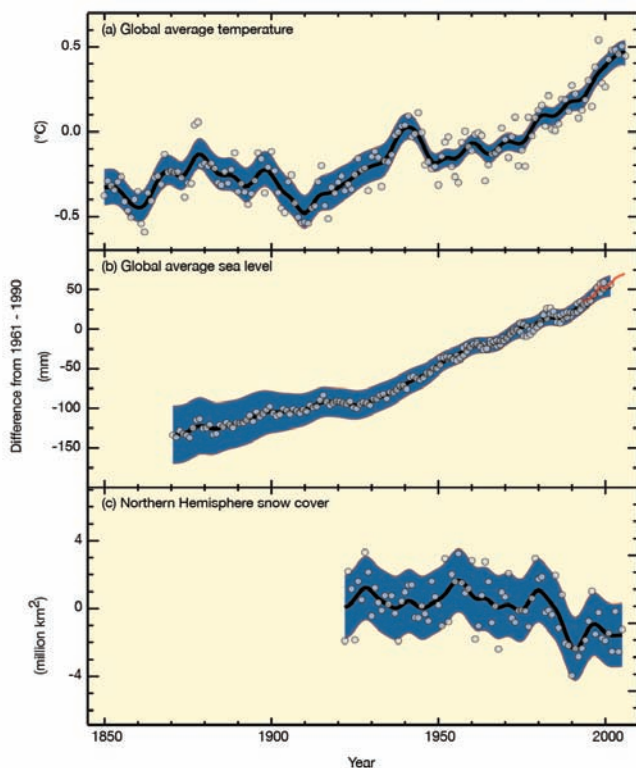 (a) Global average temperature
0.5
0.0
-0.5
(°C)
(b) Global average sea level
50
0
-50
-100
-150
Difference from 1961 - 1990
(mm)
(c) Northern Hemisphere snow cover
4
0
-4
(million km²)
1850 1900 1950 2000
Year